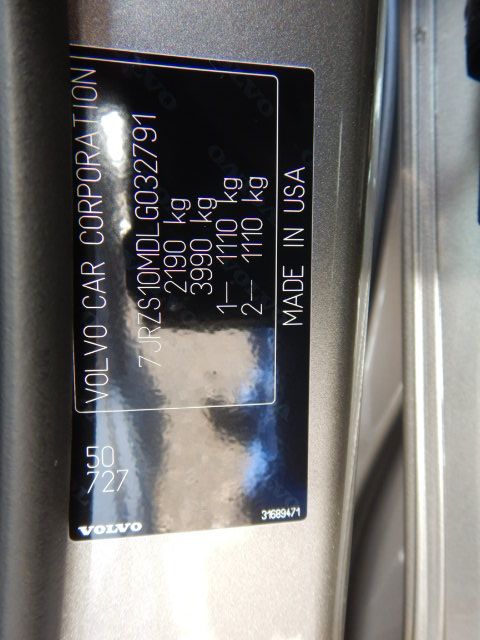 VOLVO CAR CORPORATION
7JRZS10MDLG032791
2190 kg
3990 kg
1— 1110 kg
2— 1110 kg
MADE IN USA
50
727
VOLVO
31689471